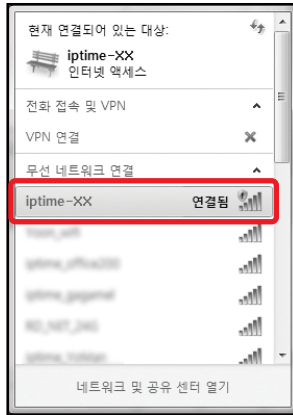 현재 연결되어 있는 대상:
iptime-XX
인터넷 액세스
전화 접속 및 VPN
VPN 연결
무선 네트워크 연결
iptime-XX 연결됨
iptime_office200
iptime_gagamel
네트워크 및 공유 센터 열기